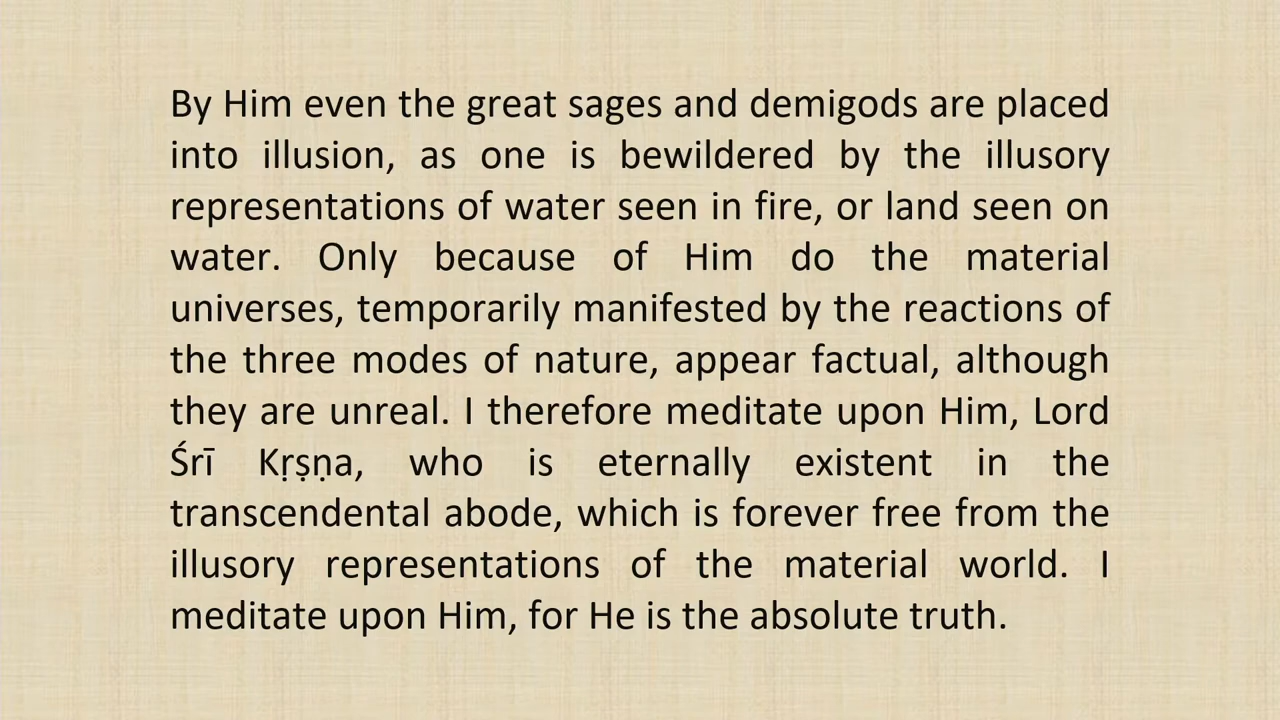 By Him even the great sages and demigods are placed
into illusion, as one is bewildered by the illusory
representations of water seen in fire, or land seen on
water. Only because of Him do the material
universes, temporarily manifested by the reactions of
the three modes of nature, appear factual, although
they are unreal. I therefore meditate upon Him, Lord
Śrī Kṛṣṇa, who is eternally existent in the
transcendental abode, which is forever free from the
illusory representations of the material world. I
meditate upon Him, for He is the absolute truth.